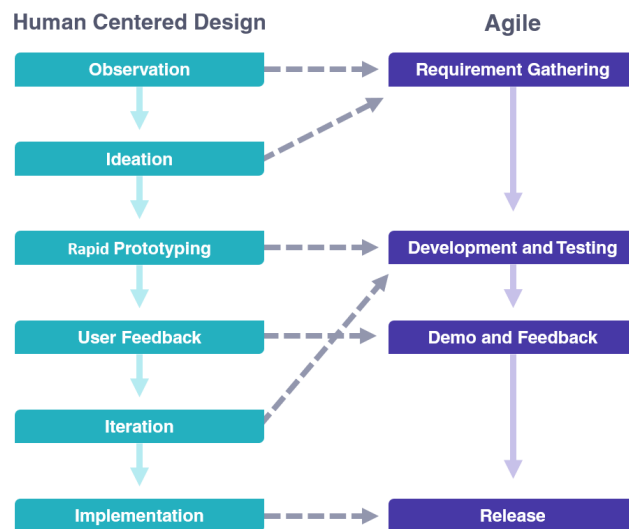 Human Centered Design
Agile
Observation
Requirement Gathering
Ideation
Rapid Prototyping
Development and Testing
User Feedback
Demo and Feedback
Iteration
Implementation
Release